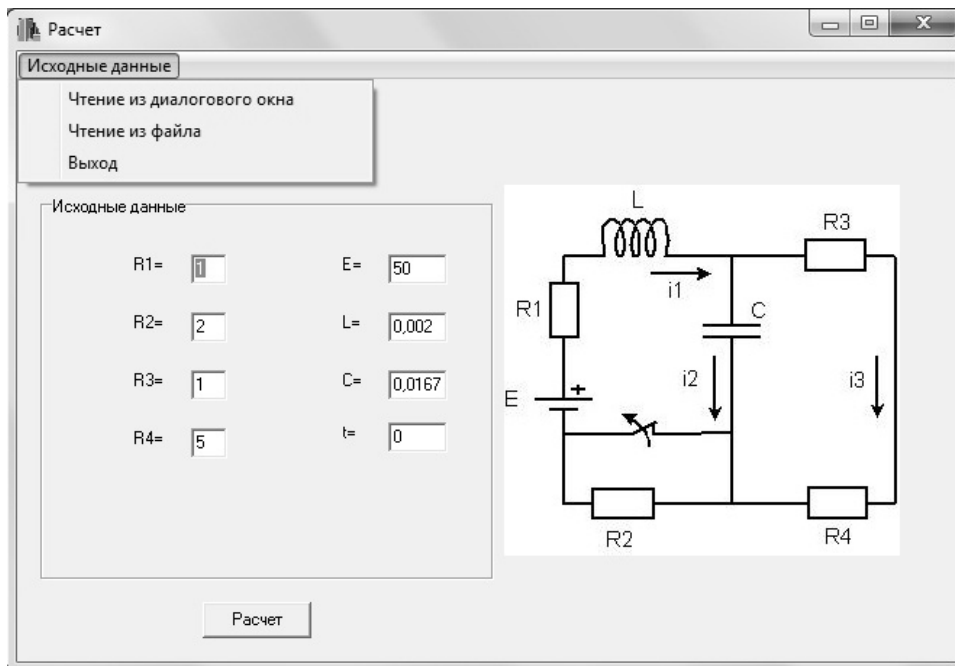 Расчет
Исходные данные
Чтение из диалогового окна
Чтение из файла
Выход
Исходные данные
R1= 1 E= 50
R2= 2 L= 0,002
R3= 1 C= 0,0167
R4= 5 t= 0
Расчет
L
R3
i1
R1
C
i2
i3
E
+
R2
R4